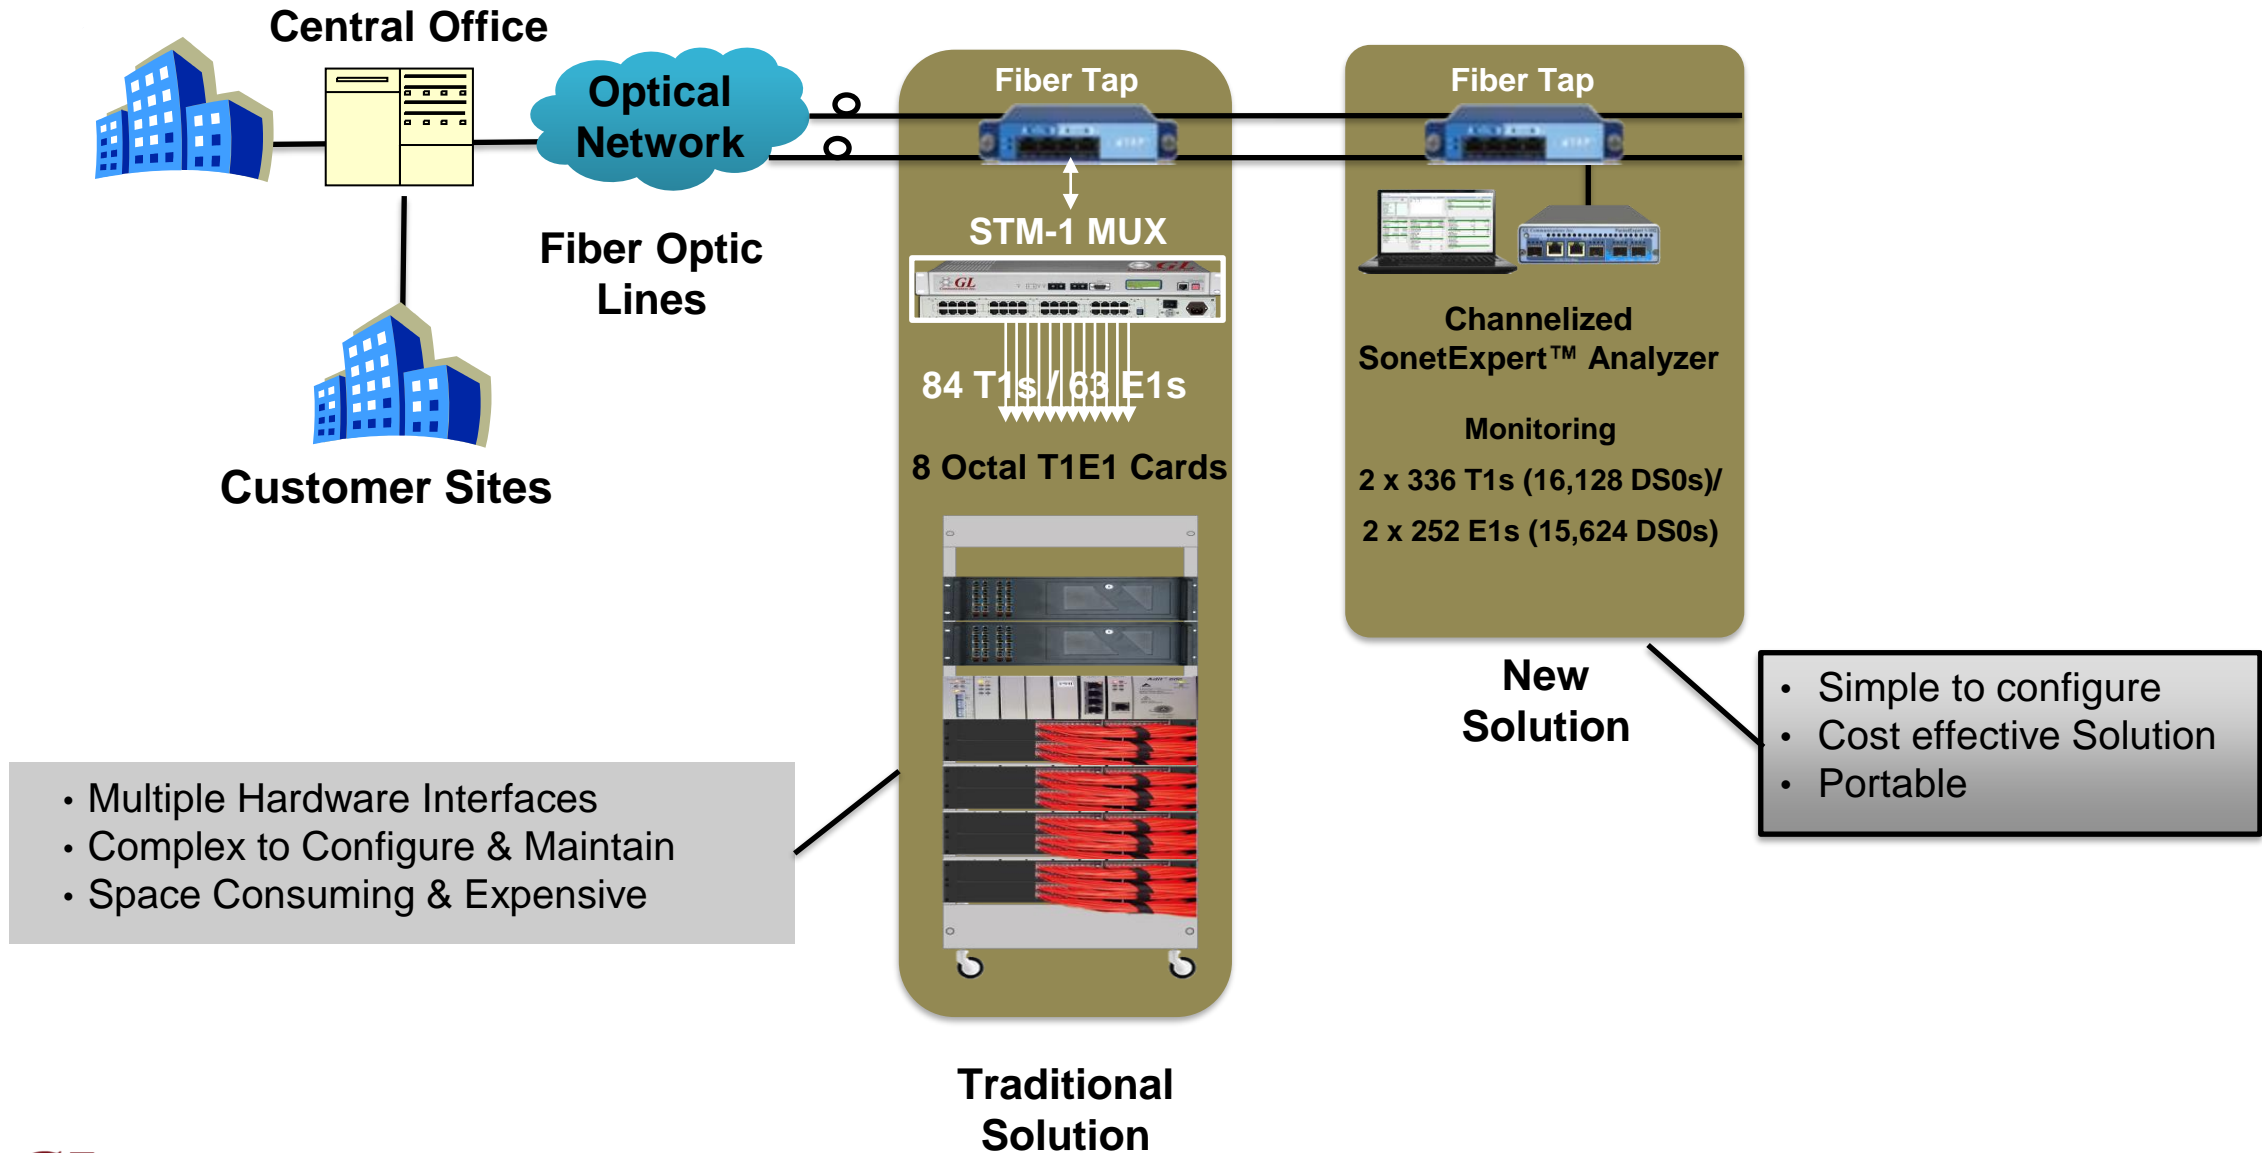 Central Office
Optical
Network
Fiber Optic
Lines
Customer Sites
Fiber Tap
STM-1 MUX
GL
GL
84 T1s / 63 E1s
8 Octal T1E1 Cards
Traditional
Solution
Fiber Tap
Channelized
SonetExpert™ Analyzer
Monitoring
2 x 336 T1s (16,128 DS0s)/
2 x 252 E1s (15,624 DS0s)
New
Solution
• Multiple Hardware Interfaces
• Complex to Configure & Maintain
• Space Consuming & Expensive
• Simple to configure
• Cost effective Solution
• Portable